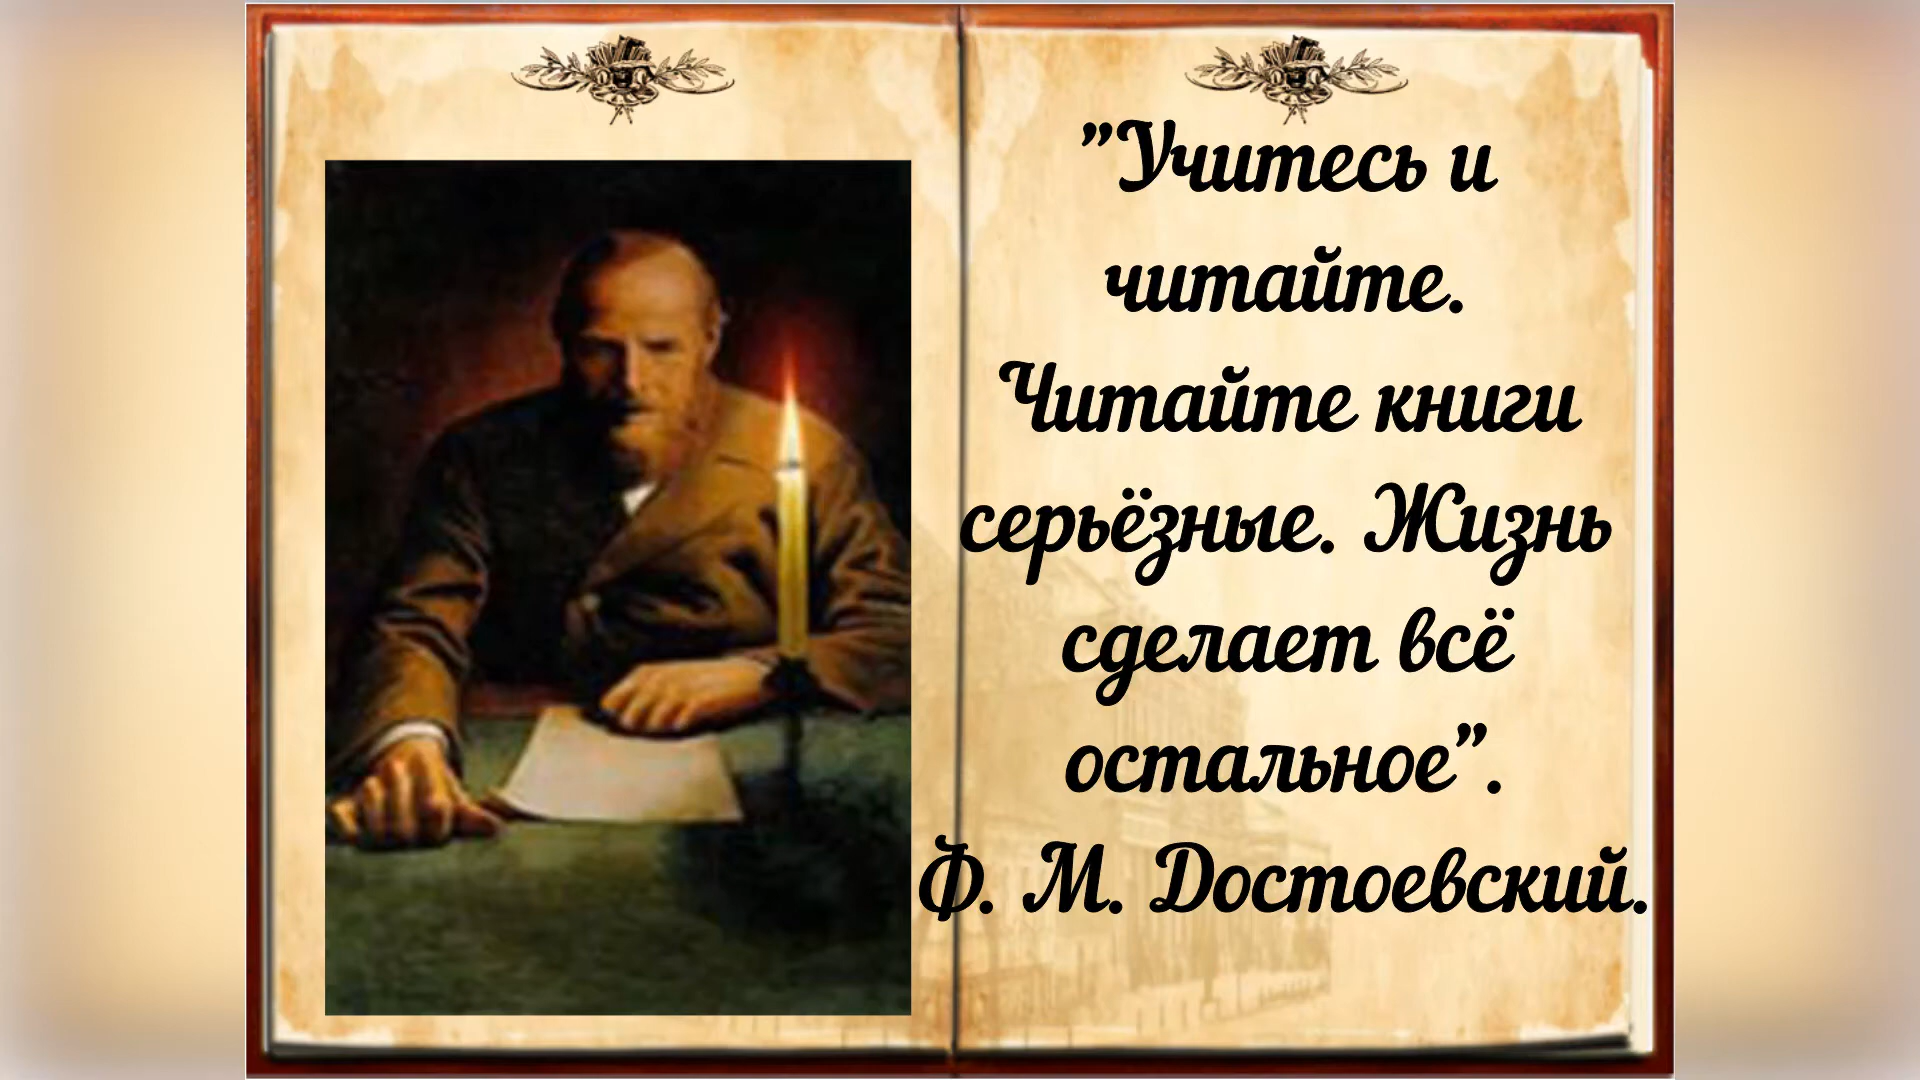 "Учитесь и
читайте.
Читайте книги
серьёзные. Жизнь
сделает всё
остальное".
Ф. М. Достоевский.